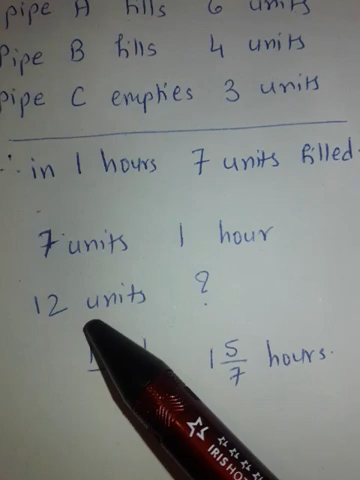 pipe A fills 6 units
Pipe B fills 4 units
Pipe C empties 3 units
∴ in 1 hours 7 units filled.
7 units 1 hour
12 units ?
1 5/7 hours.
IRIS